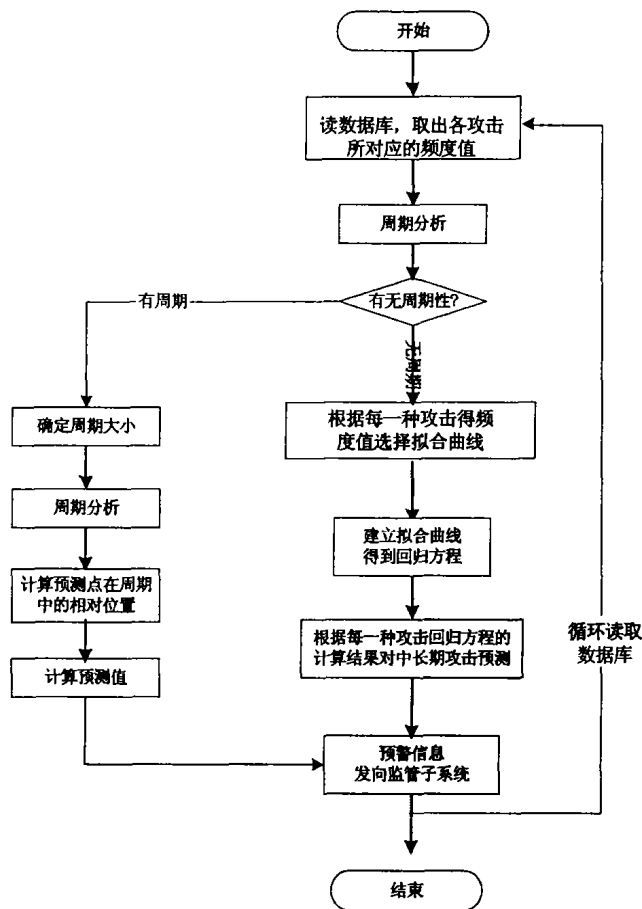 开始
读数据库，取出各攻击
所对应的频度值
周期分析
有无周期性？
有周期
无周期
确定周期大小
周期分析
计算预测点在周期
中的相对位置
计算预测值
根据每一种攻击得频
度值选择拟合曲线
建立拟合曲线
得到回归方程
根据每一种攻击回归方程的
计算结果对中长期攻击预测
循环读取
数据库
预警信息
发向监管子系统
结束